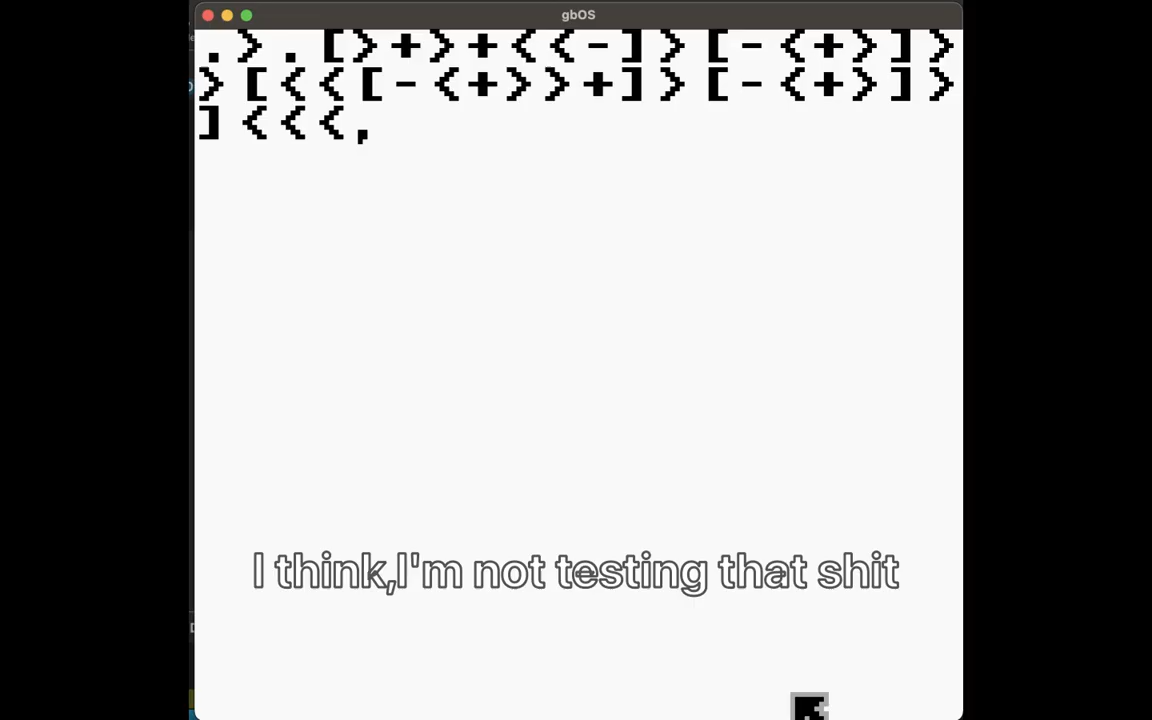 gbOS
.>.[>+>+<<-]>[-<+>]>
>[<<[-<+>>+]>[-<+>]>
]<<<,
I think,I'm not testing that shit